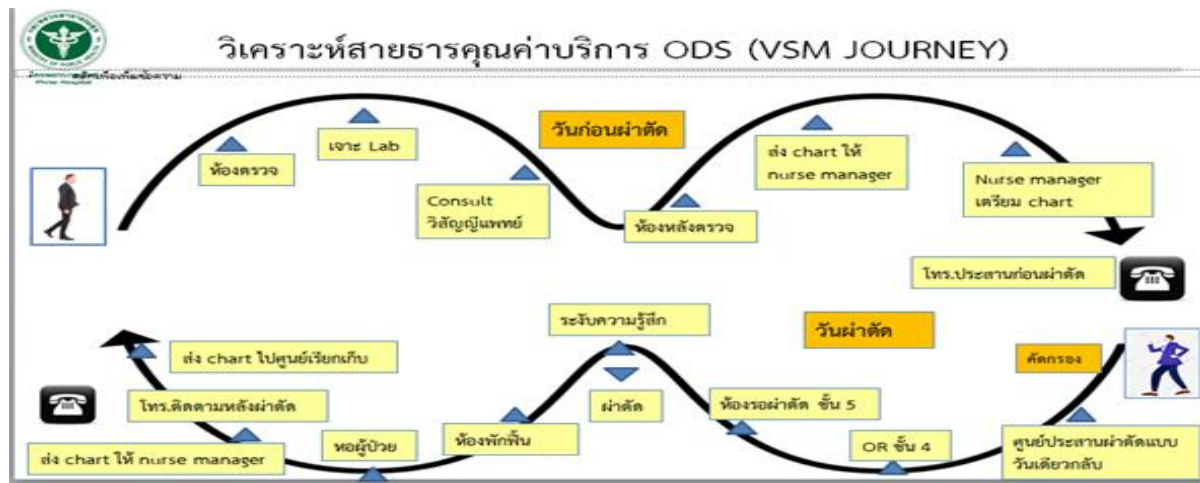 วิเคราะห์สายธารคุณค่าบริการ ODS (VSM JOURNEY)
ห้องตรวจ
เจาะ Lab
Consult
วิสัญญีแพทย์
วันก่อนผ่าตัด
ห้องหลังตรวจ
ส่ง chart ให้
nurse manager
Nurse manager
เตรียม chart
โทร.ประสานก่อนผ่าตัด
วันผ่าตัด
คัดกรอง
ศูนย์ประสานผ่าตัดแบบ
วันเดียวกลับ
OR ชั้น 4
ห้องรอผ่าตัด ชั้น 5
ระงับความรู้สึก
ผ่าตัด
ห้องพักฟื้น
หอผู้ป่วย
ส่ง chart ให้ nurse manager
โทร.ติดตามหลังผ่าตัด
ส่ง chart ไปศูนย์เรียกเก็บ